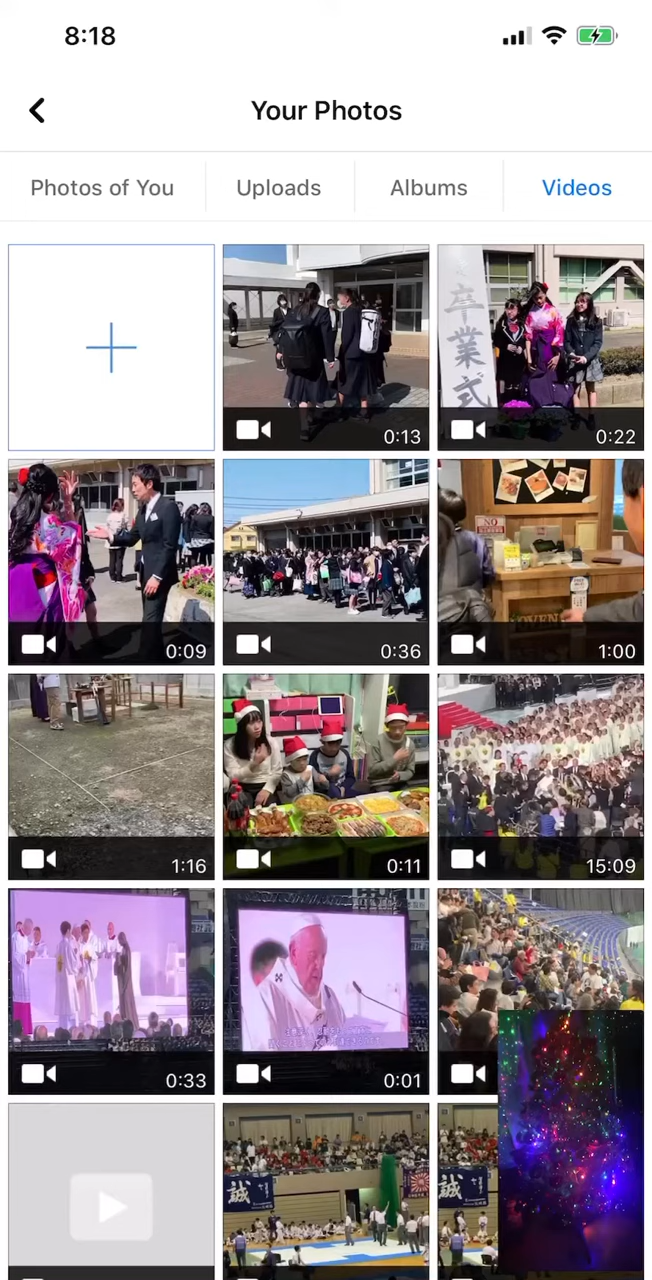 8:18
Your Photos
Photos of You
Uploads
Albums
Videos
0:13
卒業式
0:22
0:09
0:36
NO
1:00
1:16
0:11
15:09
0:33
0:01
誠
誠